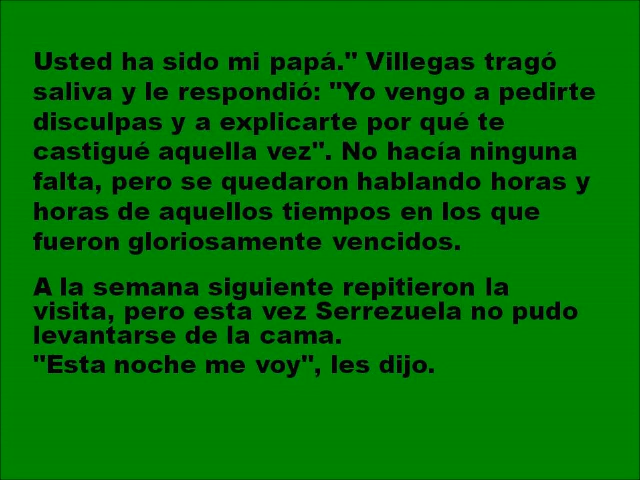 Usted ha sido mi papá." Villegas tragó
saliva y le respondió: "Yo vengo a pedirte
disculpas y a explicarte por qué te
castigué aquella vez". No hacía ninguna
falta, pero se quedaron hablando horas y
horas de aquellos tiempos en los que
fueron gloriosamente vencidos.
A la semana siguiente repitieron la
visita, pero esta vez Serrezuela no pudo
levantarse de la cama.
"Esta noche me voy", les dijo.